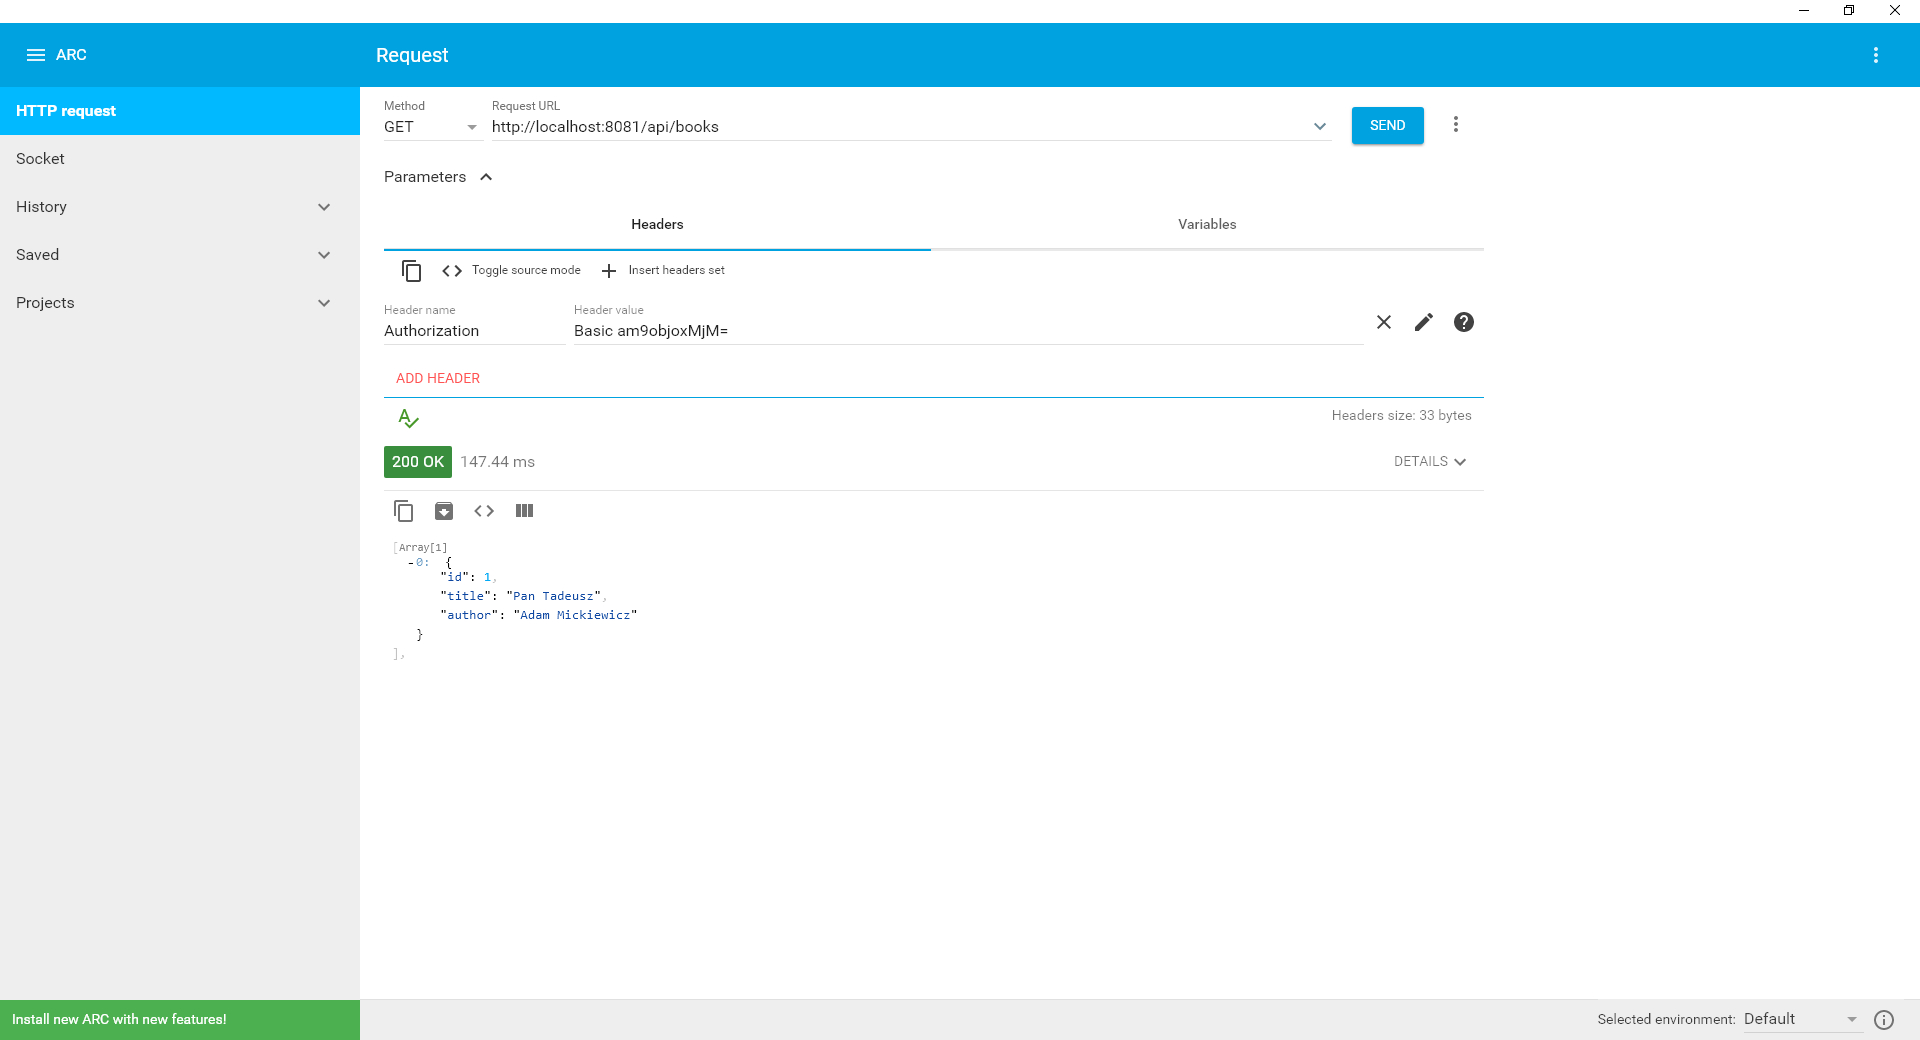 ARC
Request
HTTP request
Socket
History
Saved
Projects
Method
Request URL
GET
http://localhost:8081/api/books
SEND
Parameters
Headers
Variables
Toggle source mode
Insert headers set
Header name
Header value
Authorization
Basic am9objoxMjM=
ADD HEADER
Headers size: 33 bytes
200 OK
147.44 ms
DETAILS
[Array[1]
-0: {
"id": 1,
"title": "Pan Tadeusz",
"author": "Adam Mickiewicz"
}
],
Install new ARC with new features!
Selected environment:
Default